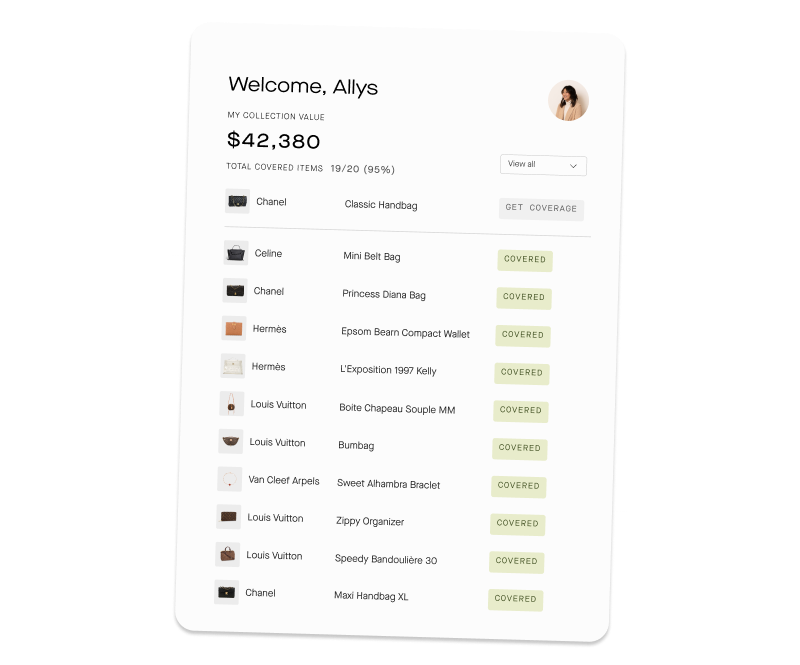 Welcome, Allys
MY COLLECTION VALUE
$42,380
TOTAL COVERED ITEMS 19/20 (95%)
View all
Chanel Classic Handbag GET COVERAGE
Celine Mini Belt Bag COVERED
Chanel Princess Diana Bag COVERED
Hermès Epsom Bearn Compact Wallet COVERED
Hermès L'Exposition 1997 Kelly COVERED
Louis Vuitton Boite Chapeau Souple MM COVERED
Louis Vuitton Bumbag COVERED
Van Cleef Arpels Sweet Alhambra Braclet COVERED
Louis Vuitton Zippy Organizer COVERED
Louis Vuitton Speedy Bandoulière 30 COVERED
Chanel Maxi Handbag XL COVERED